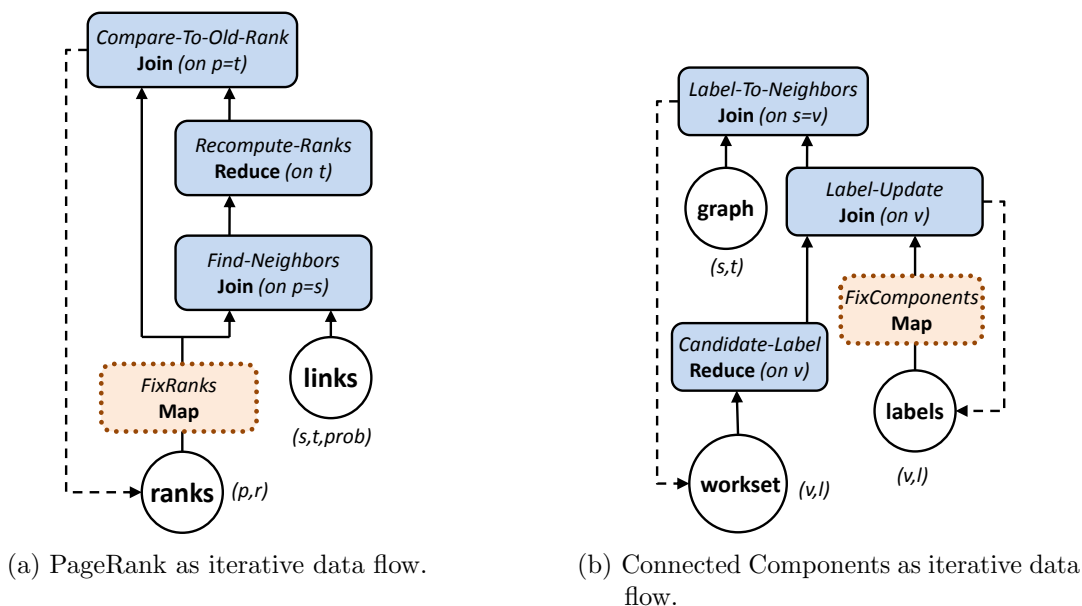 Compare-To-Old-Rank
Join (on p=t)
Recompute-Ranks
Reduce (on t)
Find-Neighbors
Join (on p=s)
FixRanks
Map
links
(s,t,prob)
ranks
(p,r)
(a) PageRank as iterative data flow.
Label-To-Neighbors
Join (on s=v)
graph
(s,t)
Label-Update
Join (on v)
FixComponents
Map
Candidate-Label
Reduce (on v)
labels
(v,l)
workset
(v,l)
(b) Connected Components as iterative data
flow.